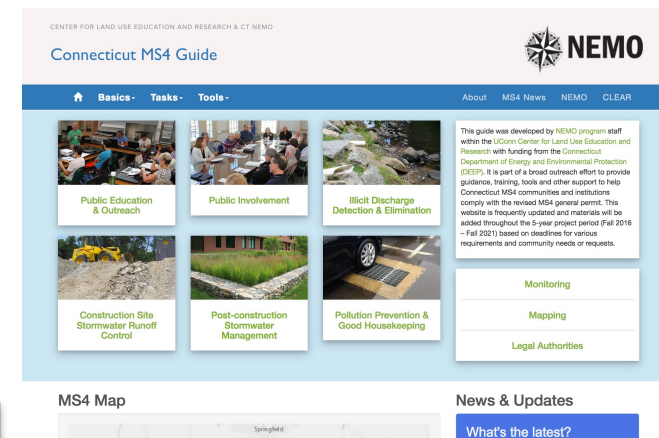 CENTER FOR LAND USE EDUCATION AND RESEARCH & CT NEMO
Connecticut MS4 Guide
NEMO
Basics
Tasks
Tools
About
MS4 News
NEMO
CLEAR
Public Education
& Outreach
Public Involvement
Illicit Discharge
Detection & Elimination
Construction Site
Stormwater Runoff
Control
Post-construction
Stormwater
Management
Pollution Prevention &
Good Housekeeping
This guide was developed by NEMO program staff
within the UConn Center for Land Use Education and
Research with funding from the Connecticut
Department of Energy and Environmental Protection
(DEEP). It is part of a broad outreach effort to provide
guidance, training, tools and other support to help
Connecticut MS4 communities and institutions
comply with the revised MS4 general permit. This
website is frequently updated and materials will be
added throughout the 5-year project period (Fall 2016
– Fall 2021) based on deadlines for various
requirements and community needs or requests.
Monitoring
Mapping
Legal Authorities
MS4 Map
Springfield
News & Updates
What's the latest?